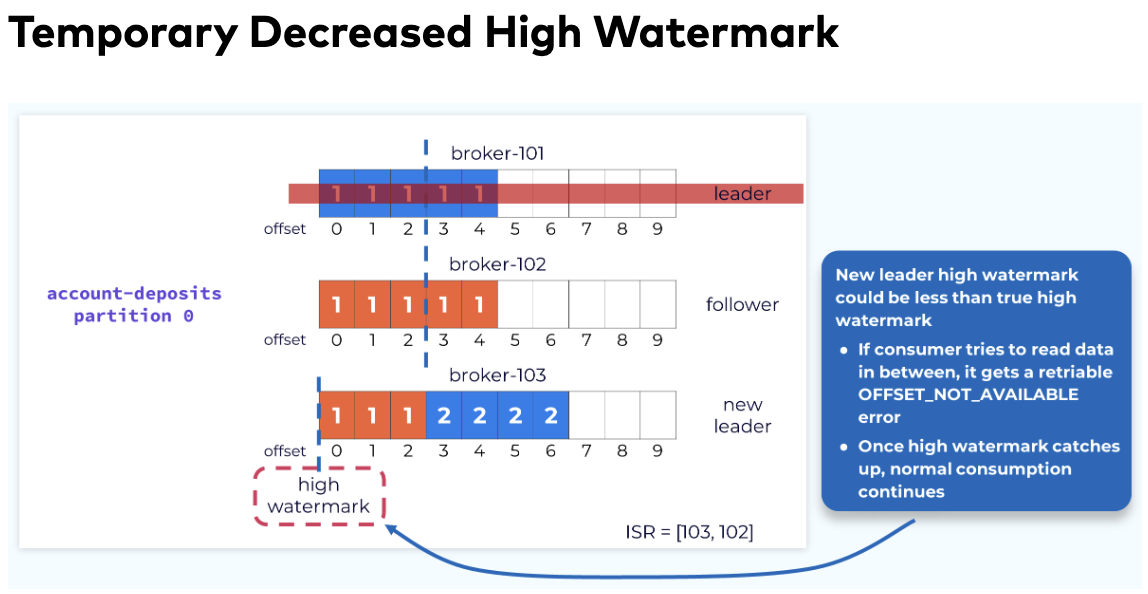 Temporary Decreased High Watermark
broker-101
1 1 1 1 1
leader
offset 0 1 2 3 4 5 6 7 8 9
broker-102
account-deposits
partition 0
1 1 1 1 1
follower
offset 0 1 2 3 4 5 6 7 8 9
broker-103
1 1 1 2 2 2 2
new
leader
offset 0 1 2 3 4 5 6 7 8 9
high
watermark
ISR = [103, 102]
New leader high watermark
could be less than true high
watermark
• If consumer tries to read data
in between, it gets a retriable
OFFSET_NOT_AVAILABLE
error
• Once high watermark catches
up, normal consumption
continues